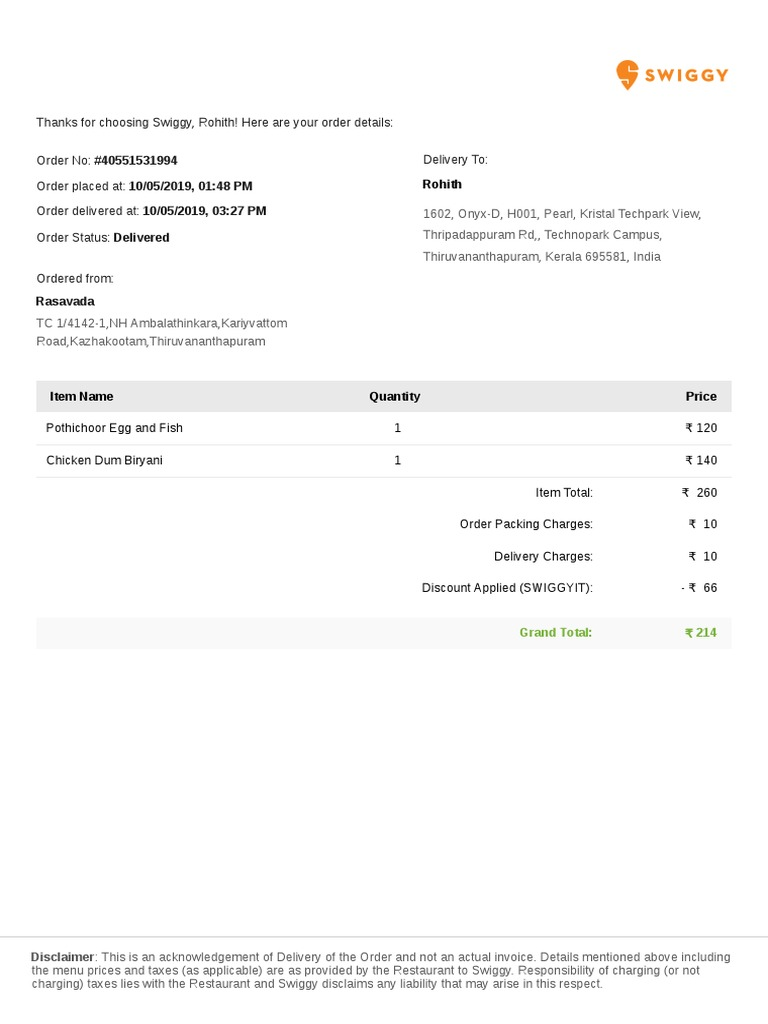 SWIGGY
Thanks for choosing Swiggy, Rohith! Here are your order details:
Order No: #40551531994
Order placed at: 10/05/2019, 01:48 PM
Order delivered at: 10/05/2019, 03:27 PM
Order Status: Delivered
Delivery To:
Rohith
1602, Onyx-D, H001, Pearl, Kristal Techpark View,
Thripadappuram Rd,, Technopark Campus,
Thiruvananthapuram, Kerala 695581, India
Ordered from:
Rasavada
TC 1/4142-1,NH Ambalathinkara,Kariyvattom
Road,Kazhakootam,Thiruvananthapuram
Item Name Quantity Price
Pothichoor Egg and Fish 1 ₹ 120
Chicken Dum Biryani 1 ₹ 140
Item Total: ₹ 260
Order Packing Charges: ₹ 10
Delivery Charges: ₹ 10
Discount Applied (SWIGGYIT): - ₹ 66
Grand Total: ₹ 214
Disclaimer: This is an acknowledgement of Delivery of the Order and not an actual invoice. Details mentioned above including
the menu prices and taxes (as applicable) are as provided by the Restaurant to Swiggy. Responsibility of charging (or not
charging) taxes lies with the Restaurant and Swiggy disclaims any liability that may arise in this respect.